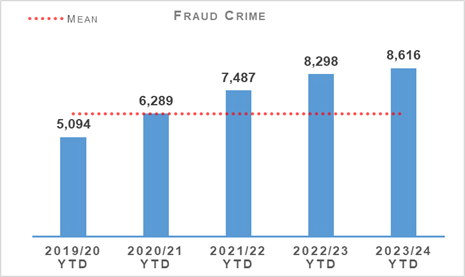 MEAN
FRAUD CRIME
5,094
6,289
7,487
8,298
8,616
2019/20 YTD
2020/21 YTD
2021/22 YTD
2022/23 YTD
2023/24 YTD